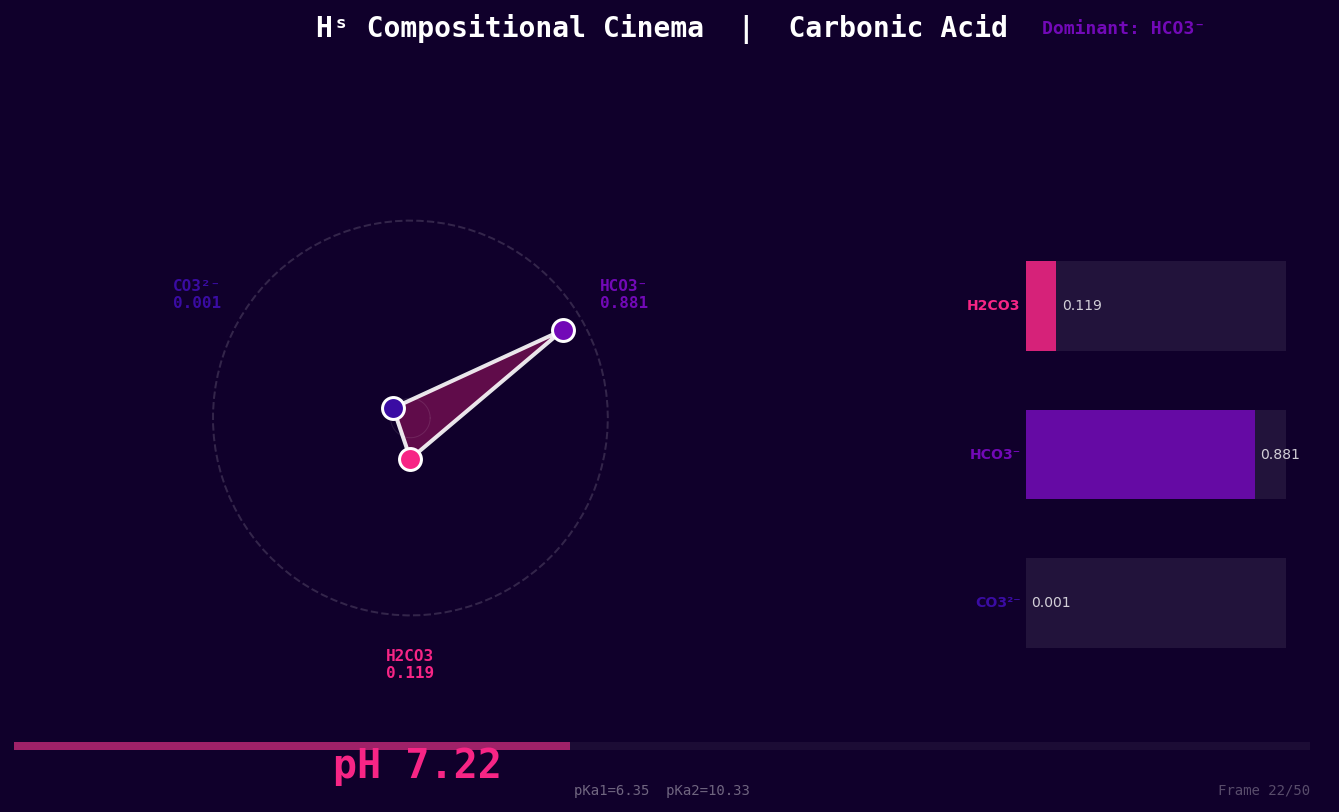 Hˢ Compositional Cinema | Carbonic Acid Dominant: HCO3⁻
CO3²⁻
0.001
HCO3⁻
0.881
H2CO3
0.119
H2CO3 0.119
HCO3⁻ 0.881
CO3²⁻ 0.001
pH 7.22
pKa1=6.35 pKa2=10.33
Frame 22/50